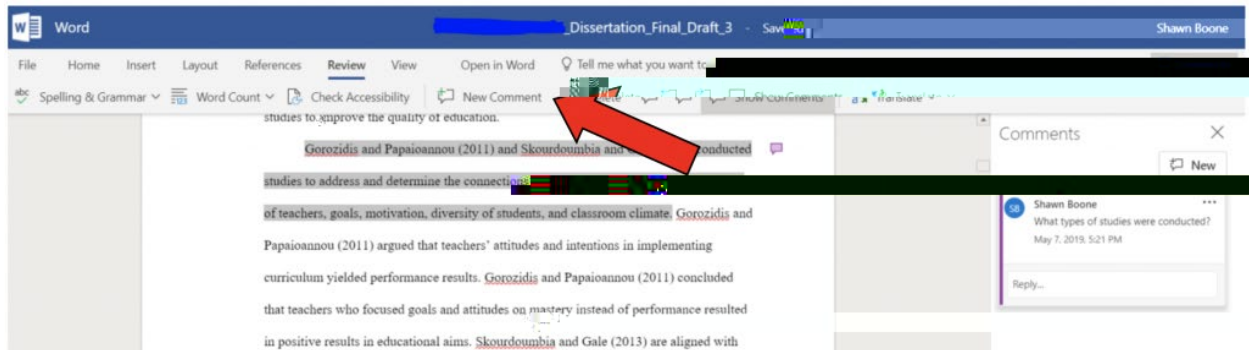 Word _Dissertation_Final_Draft_3 - Shawn Boone
File Home Insert Layout References Review View Open in Word Tell me what you want to
abc Spelling & Grammar 123 Word Count Check Accessibility New Comment Show Comments Translate
studies to improve the quality of education.
Gorozidis and Papaioannou (2011) and Skourdoumbia and conducted
studies to address and determine the
of teachers, goals, motivation, diversity of students, and classroom climate. Gorozidis and
Papaioannou (2011) argued that teachers' attitudes and intentions in implementing
curriculum yielded performance results. Gorozidis and Papaioannou (2011) concluded
that teachers who focused goals and attitudes on mastery instead of performance resulted
in positive results in educational aims. Skourdoumbia and Gale (2013) are aligned with
Comments
New
SB Shawn Boone
What types of studies were conducted?
May 7, 2019, 5:21 PM
Reply...